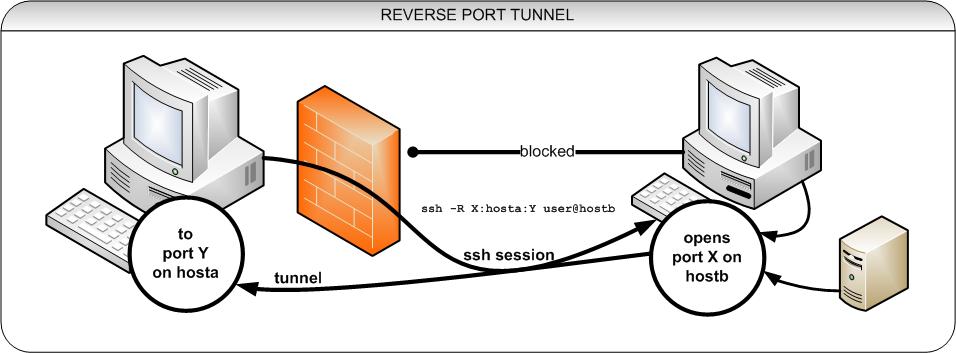 REVERSE PORT TUNNEL
blocked
ssh -R X:hosta:Y user@hostb
to
port Y
on hosta
opens
port X on
hostb
ssh session
tunnel